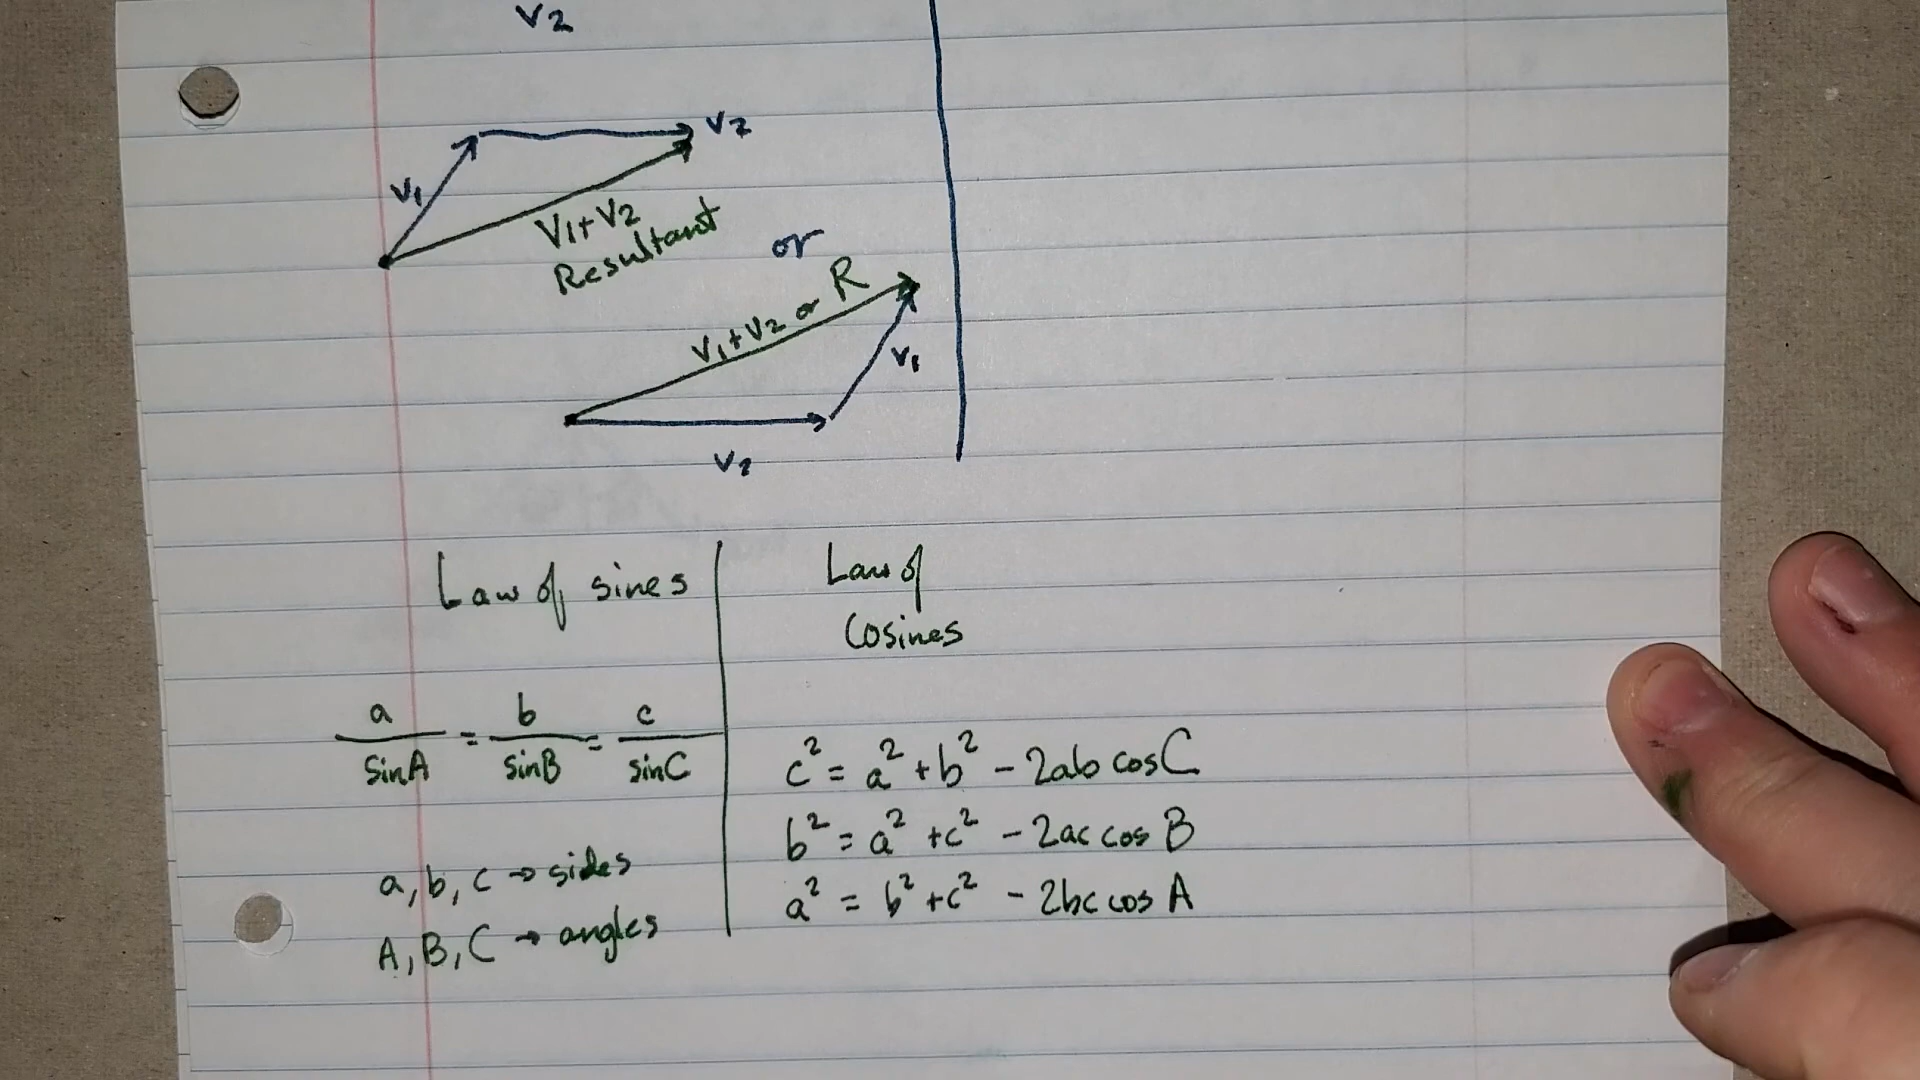 V2
V2
V1
V1+V2
Resultant
or
V1+V2 or R
V1
V2
Law of sines
a/sinA = b/sinB = c/sinC
a, b, c → sides
A, B, C → angles
Law of
Cosines
c² = a² + b² - 2ab cos C
b² = a² + c² - 2ac cos B
a² = b² + c² - 2bc cos A